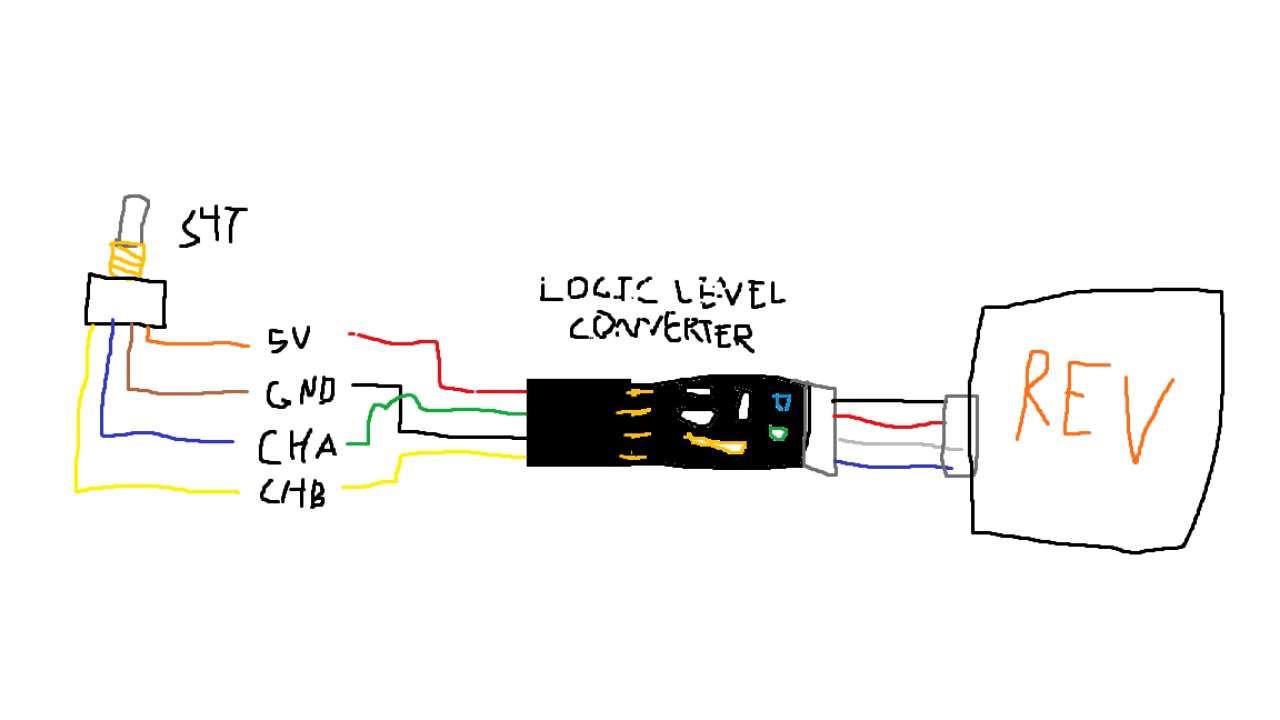 S4T
LOGIC LEVEL
CONVERTER
5V
GND
CHA
CHB
REV